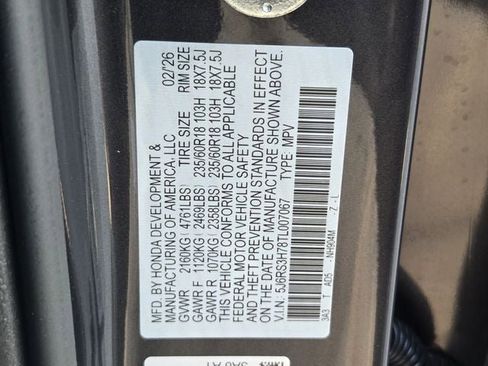 MFD. BY HONDA DEVELOPMENT & 02/'26
MANUFACTURING OF AMERICA, LLC
GVWR 2160KG( 4761LBS) TIRE SIZE RIM SIZE
GAWR F 1120KG( 2469LBS) 235/60R18 103H 18X7.5J
GAWR R 1070KG( 2358LBS) 235/60R18 103H 18X7.5J
THIS VEHICLE CONFORMS TO ALL APPLICABLE
FEDERAL MOTOR VEHICLE SAFETY
AND THEFT PREVENTION STANDARDS IN EFFECT
ON THE DATE OF MANUFACTURE SHOWN ABOVE.
V.I.N: 5J6RS3H78TL007067 TYPE: MPV
3A3 T AD5 NH904M - Z - L